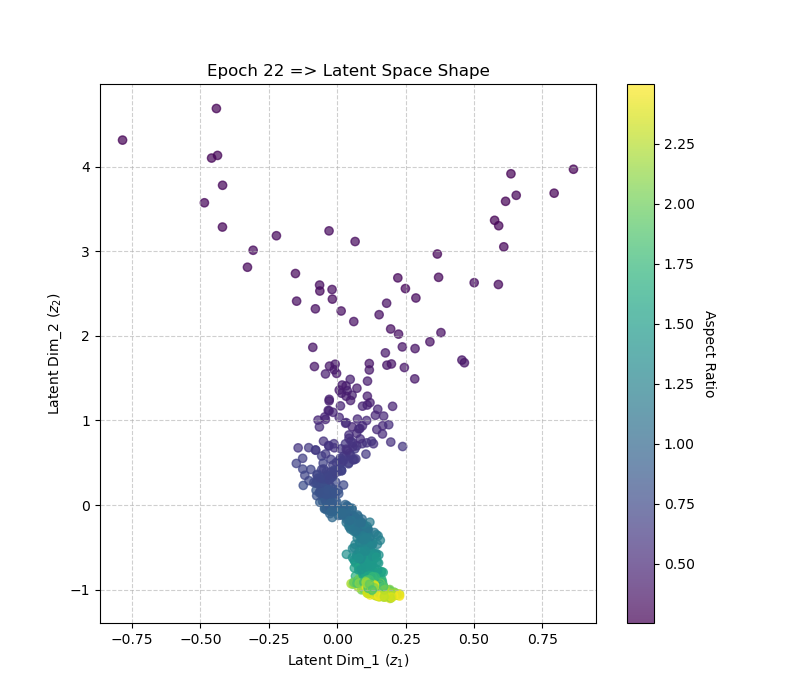 Epoch 22 => Latent Space Shape
4
3
2
1
0
−1
Latent Dim_2 (z₂)
−0.75 −0.50 −0.25 0.00 0.25 0.50 0.75
Latent Dim_1 (z₁)
2.25
2.00
1.75
1.50
1.25
1.00
0.75
0.50
Aspect Ratio